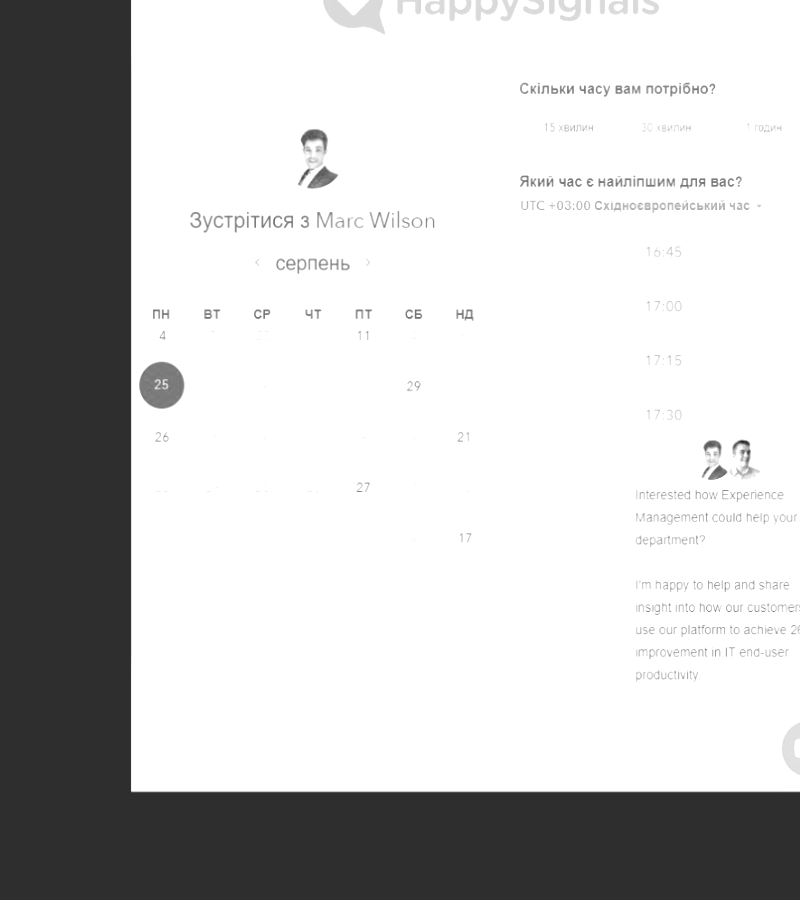 HappySignals
Зустрітися з Marc Wilson
серпень
ПН ВТ СР ЧТ ПТ СБ НД
4 11
25 29
26 21
27
17
Скільки часу вам потрібно?
15 хвилин 30 хвилин 1 годин
Який час є найліпшим для вас?
UTC +03:00 Східноєвропейський час
16:45
17:00
17:15
17:30
Interested how Experience
Management could help your
department?
I'm happy to help and share
insight into how our customers
use our platform to achieve
improvement in IT end-user
productivity